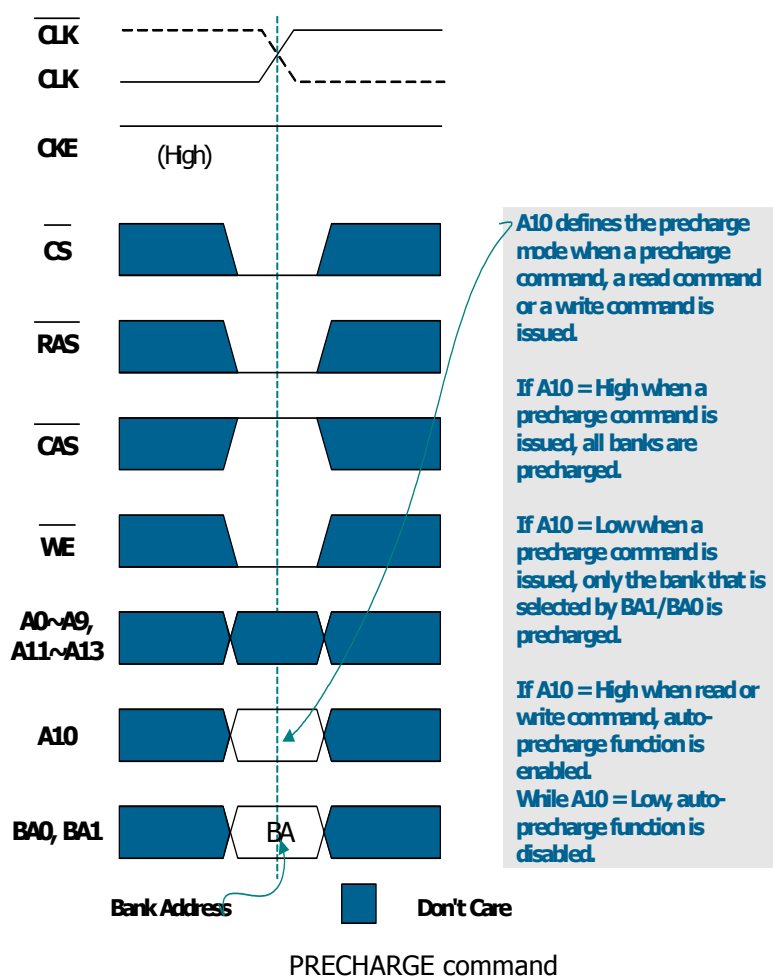 CLK
CLK
CKE
(High)
CS
RAS
CAS
WE
A0~A9,
A11~A13
A10
BA0, BA1
BA
Bank Address
Don't Care
A10 defines the precharge
mode when a precharge
command, a read command
or a write command is
issued.
If A10 = High when a
precharge command is
issued, all banks are
precharged.
If A10 = Low when a
precharge command is
issued, only the bank that is
selected by BA1/BA0 is
precharged.
If A10 = High when read or
write command, auto-
precharge function is
enabled.
While A10 = Low, auto-
precharge function is
disabled.
PRECHARGE command